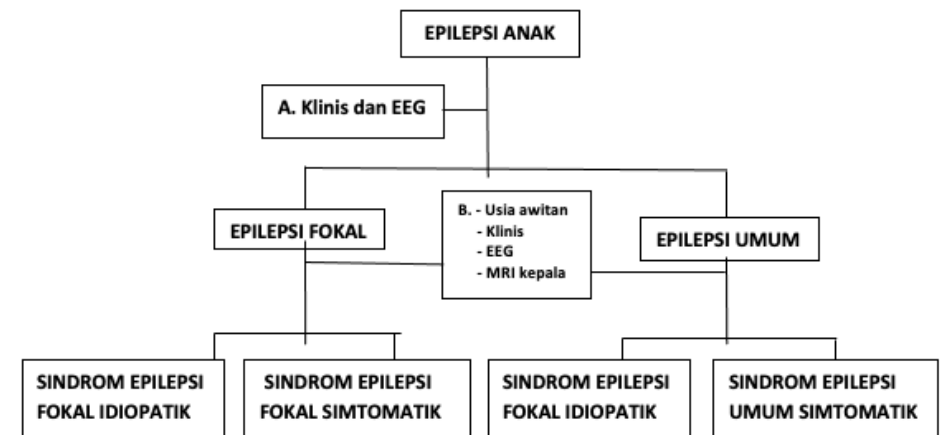 EPILEPSI ANAK
A. Klinis dan EEG
B. - Usia awitan
- Klinis
- EEG
- MRI kepala
EPILEPSI FOKAL
EPILEPSI UMUM
SINDROM EPILEPSI
FOKAL IDIOPATIK
SINDROM EPILEPSI
FOKAL SIMTOMATIK
SINDROM EPILEPSI
FOKAL IDIOPATIK
SINDROM EPILEPSI
UMUM SIMTOMATIK